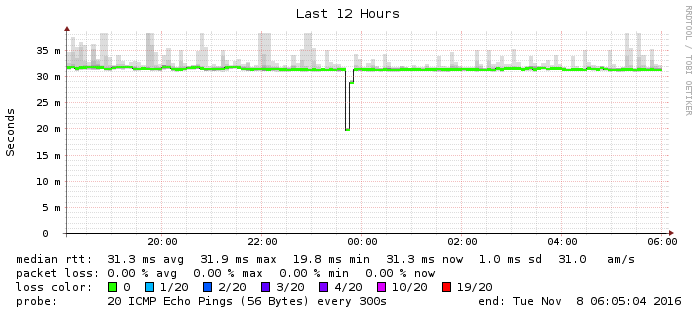 Last 12 Hours
RRDTOOL / TOBI OETIKER
Seconds
35 m
30 m
25 m
20 m
15 m
10 m
5 m
0
20:00 22:00 00:00 02:00 04:00 06:00
median rtt: 31.3 ms avg 31.9 ms max 19.8 ms min 31.3 ms now 1.0 ms sd 31.0 am/s
packet loss: 0.00 % avg 0.00 % max 0.00 % min 0.00 % now
loss color: 0 1/20 2/20 3/20 4/20 10/20 19/20
probe: 20 ICMP Echo Pings (56 Bytes) every 300s end: Tue Nov 8 06:05:04 2016